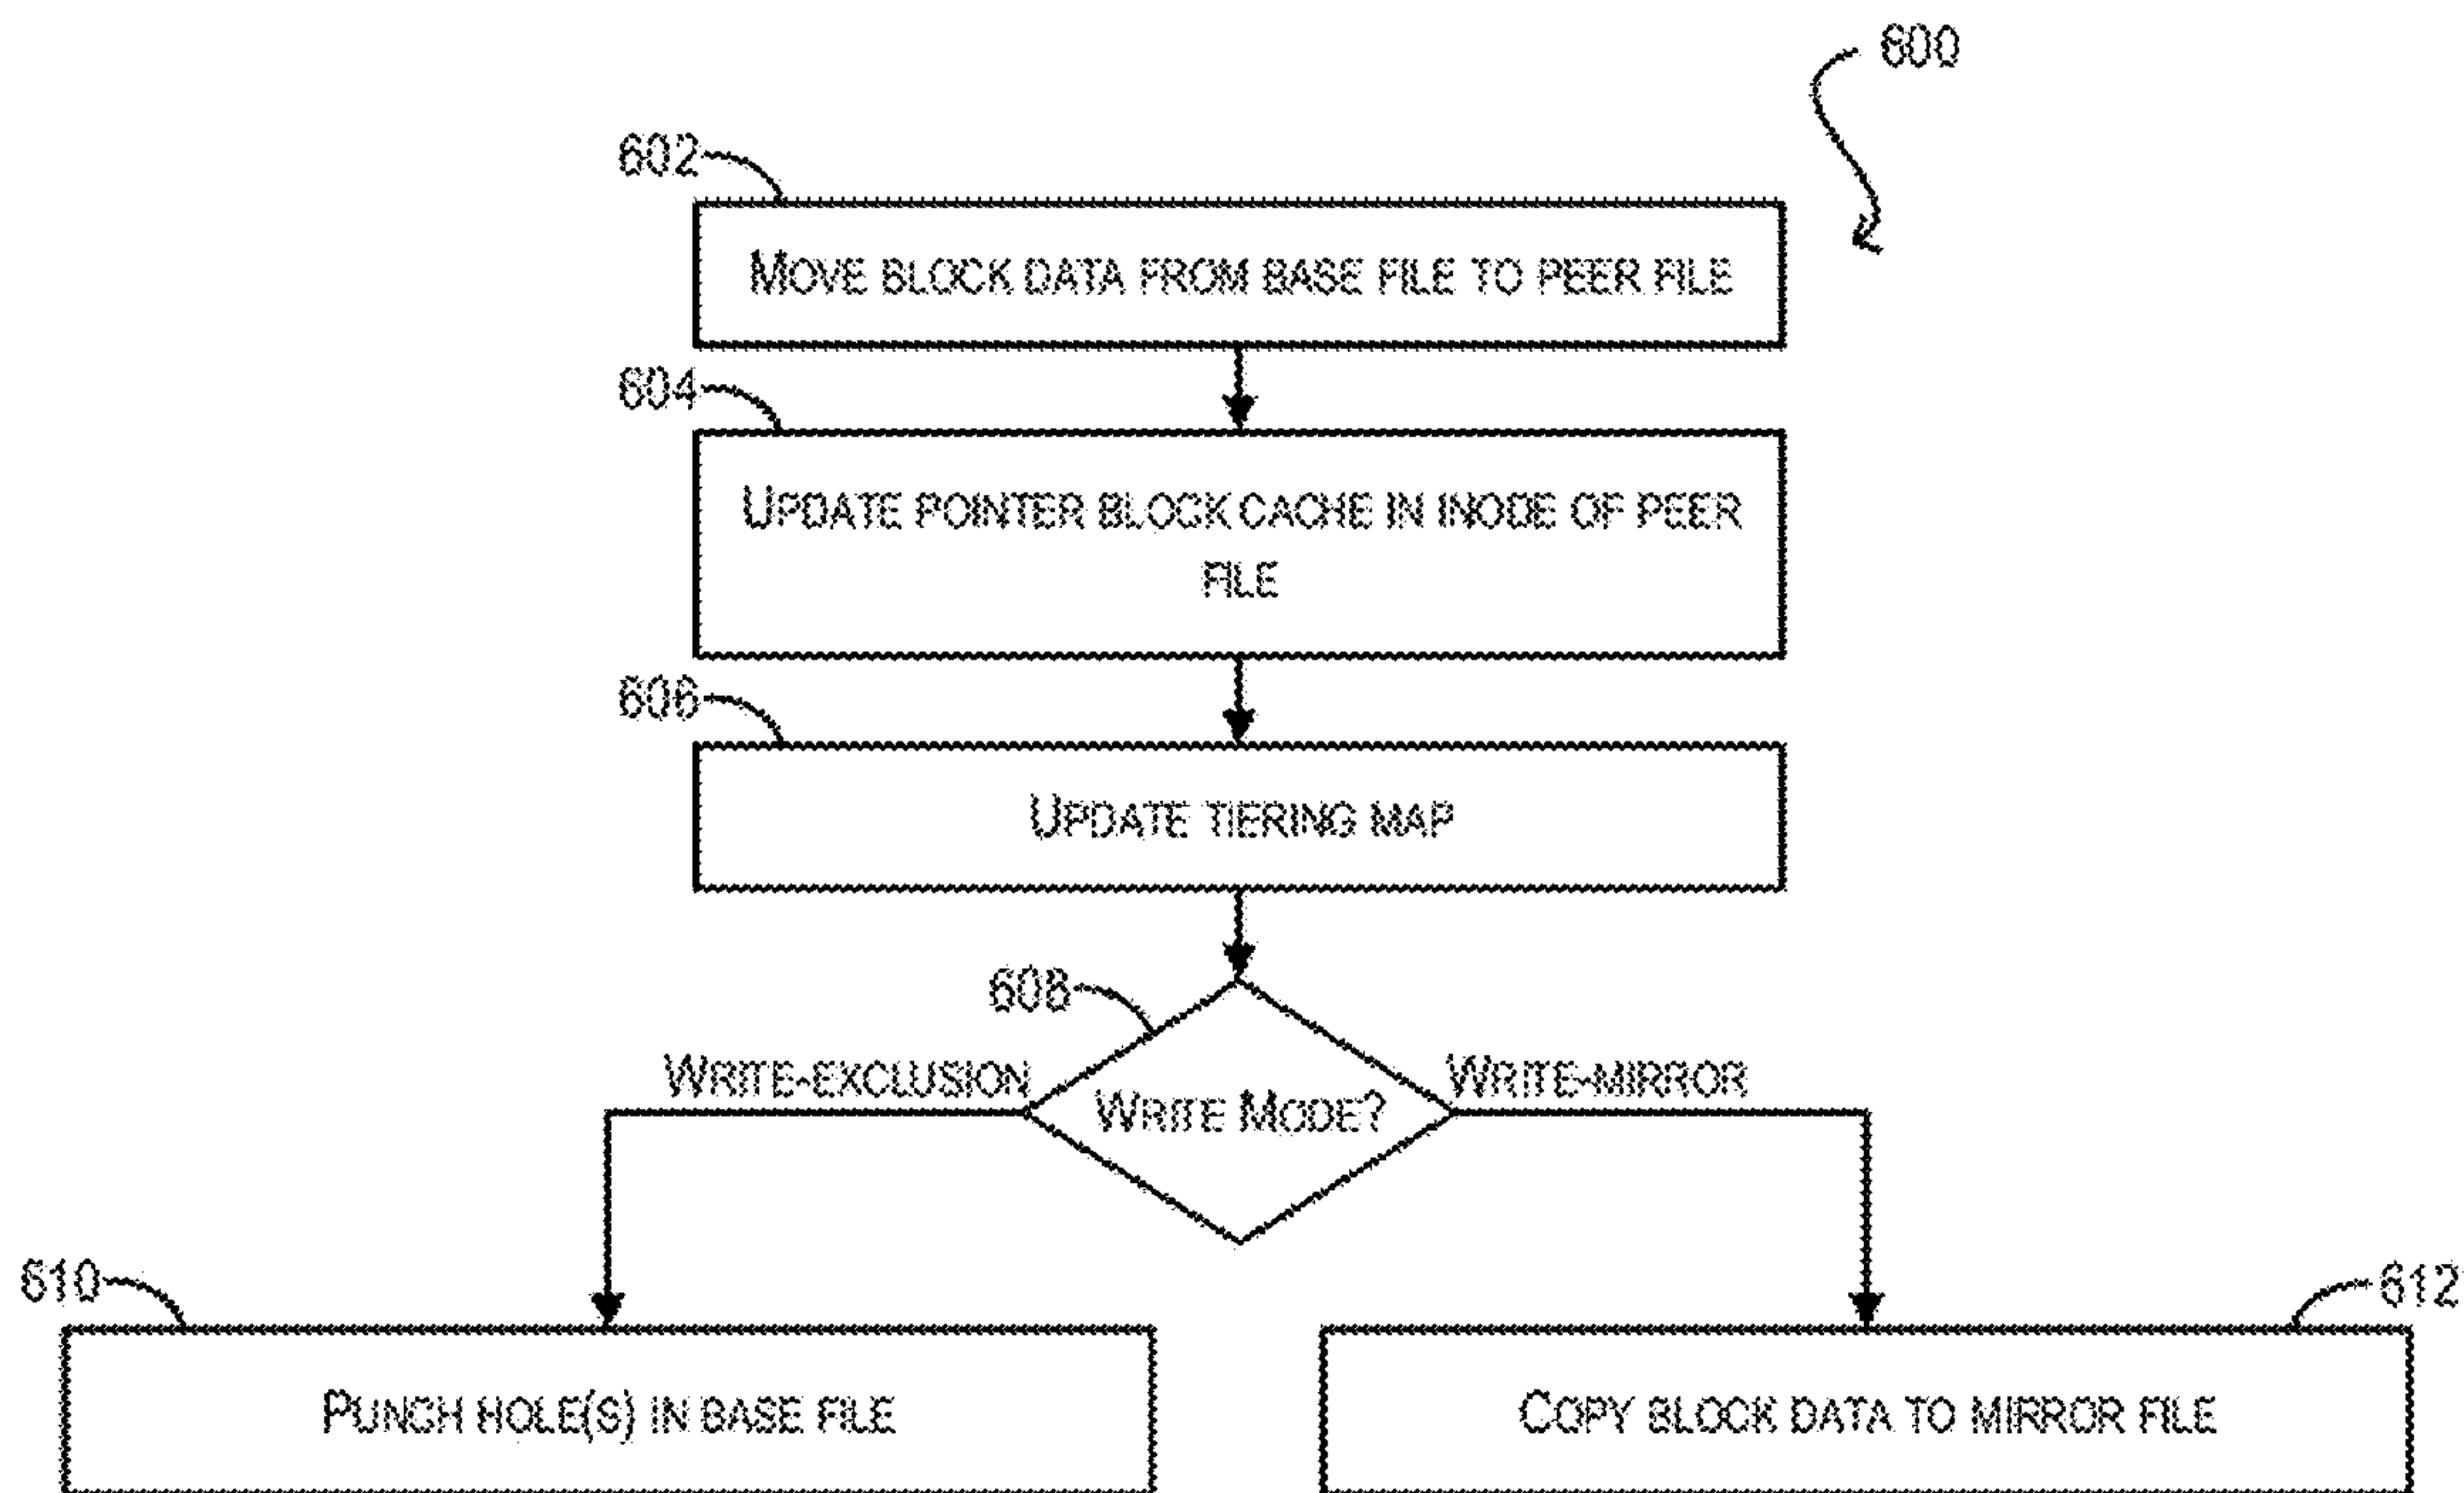 600
602
MOVE BLOCK DATA FROM BASE FILE TO PEER FILE
604
UPDATE POINTER BLOCK CACHE IN INODE OF PEER
FILE
606
UPDATE TIERING MAP
608
WRITE-EXCLUSION
WRITE MODE?
WRITE-MIRROR
610
612
PUNCH HOLE(S) IN BASE FILE
COPY BLOCK DATA TO MIRROR FILE